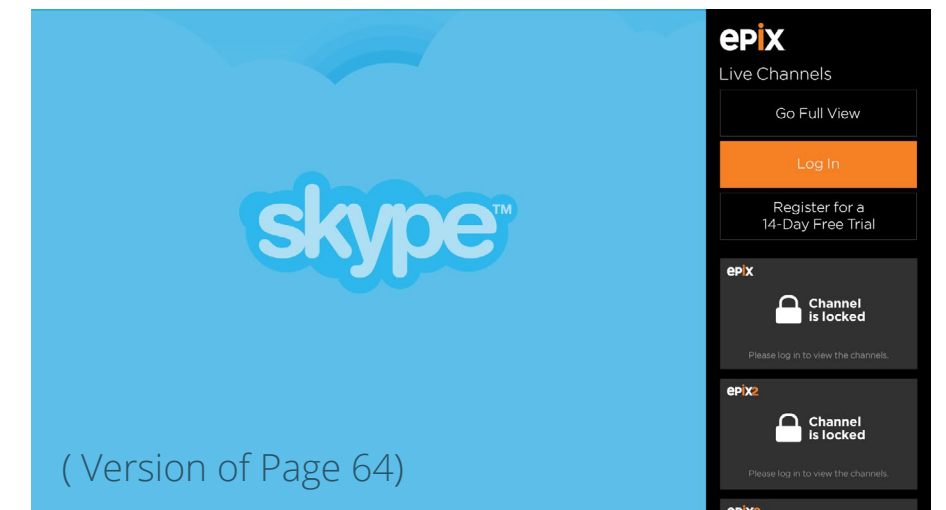 skype™
( Version of Page 64)
epix
Live Channels
Go Full View
Log In
Register for a
14-Day Free Trial
epix
Channel
is locked
Please log in to view the channels.
epix2
Channel
is locked
Please log in to view the channels.